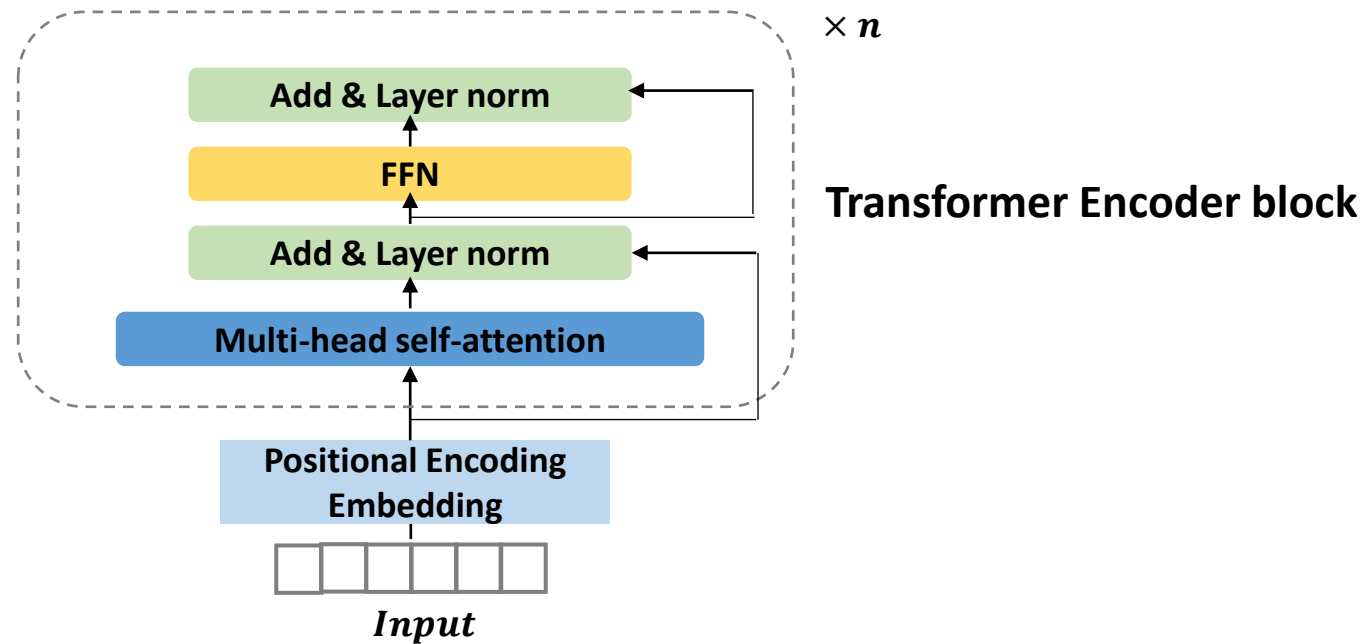 × n
Add & Layer norm
FFN
Transformer Encoder block
Add & Layer norm
Multi-head self-attention
Positional Encoding
Embedding
Input